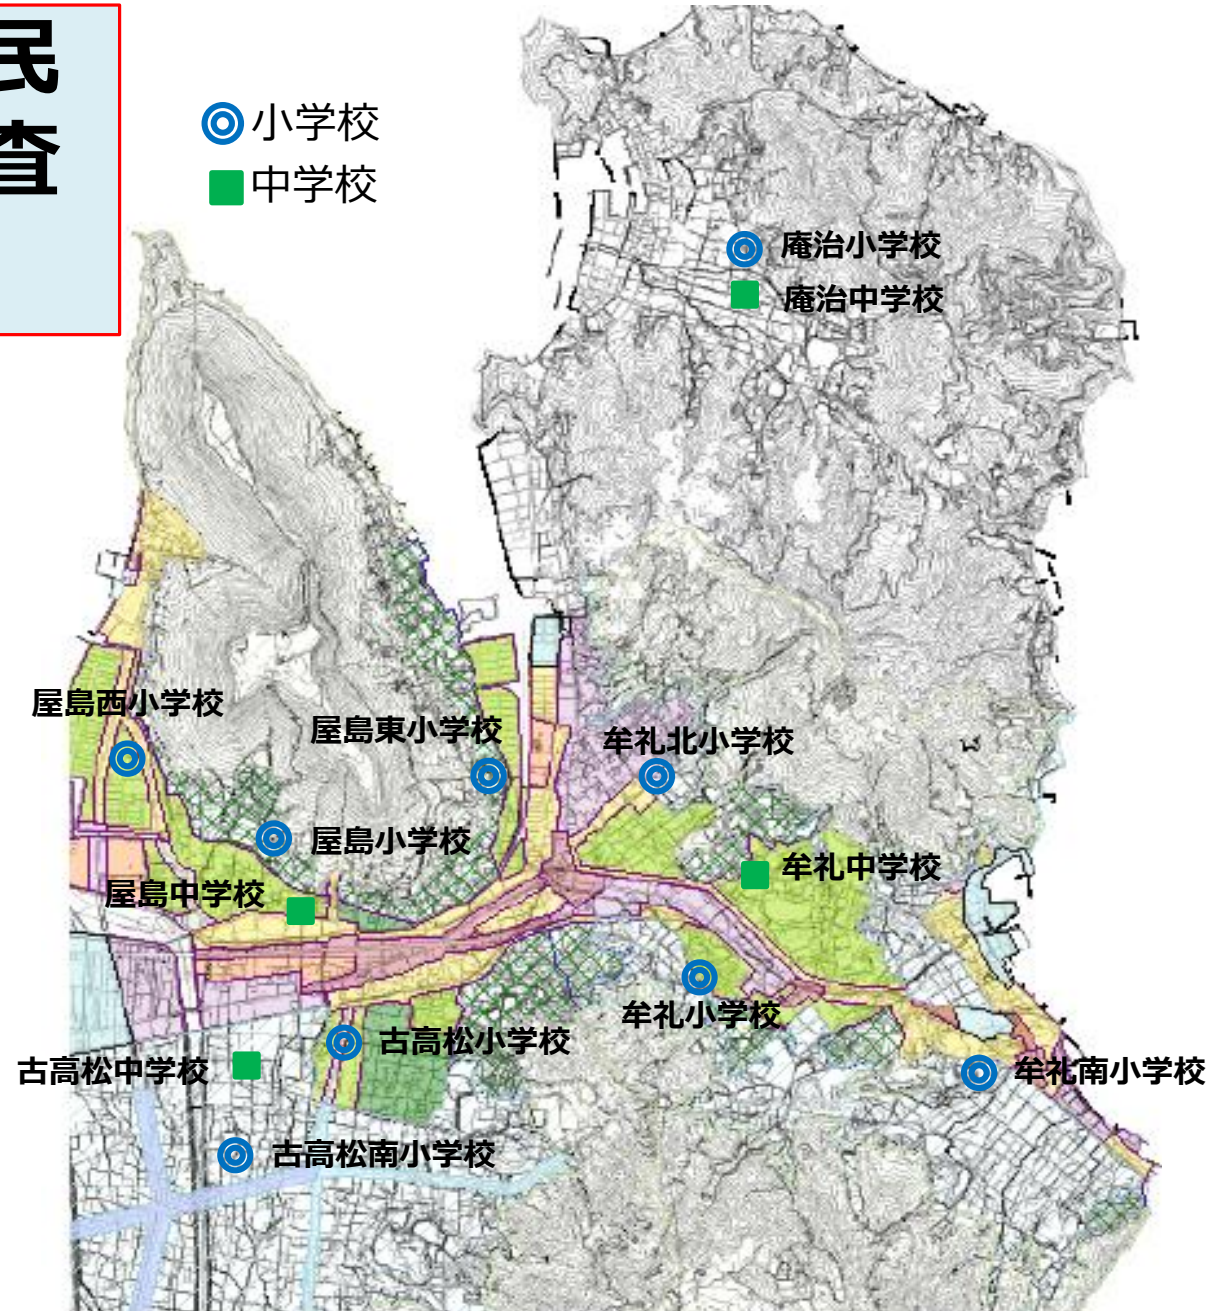 民
査
小学校
中学校
庵治小学校
庵治中学校
屋島西小学校
屋島東小学校
牟礼北小学校
屋島小学校
牟礼中学校
屋島中学校
牟礼小学校
古高松小学校
古高松中学校
牟礼南小学校
古高松南小学校